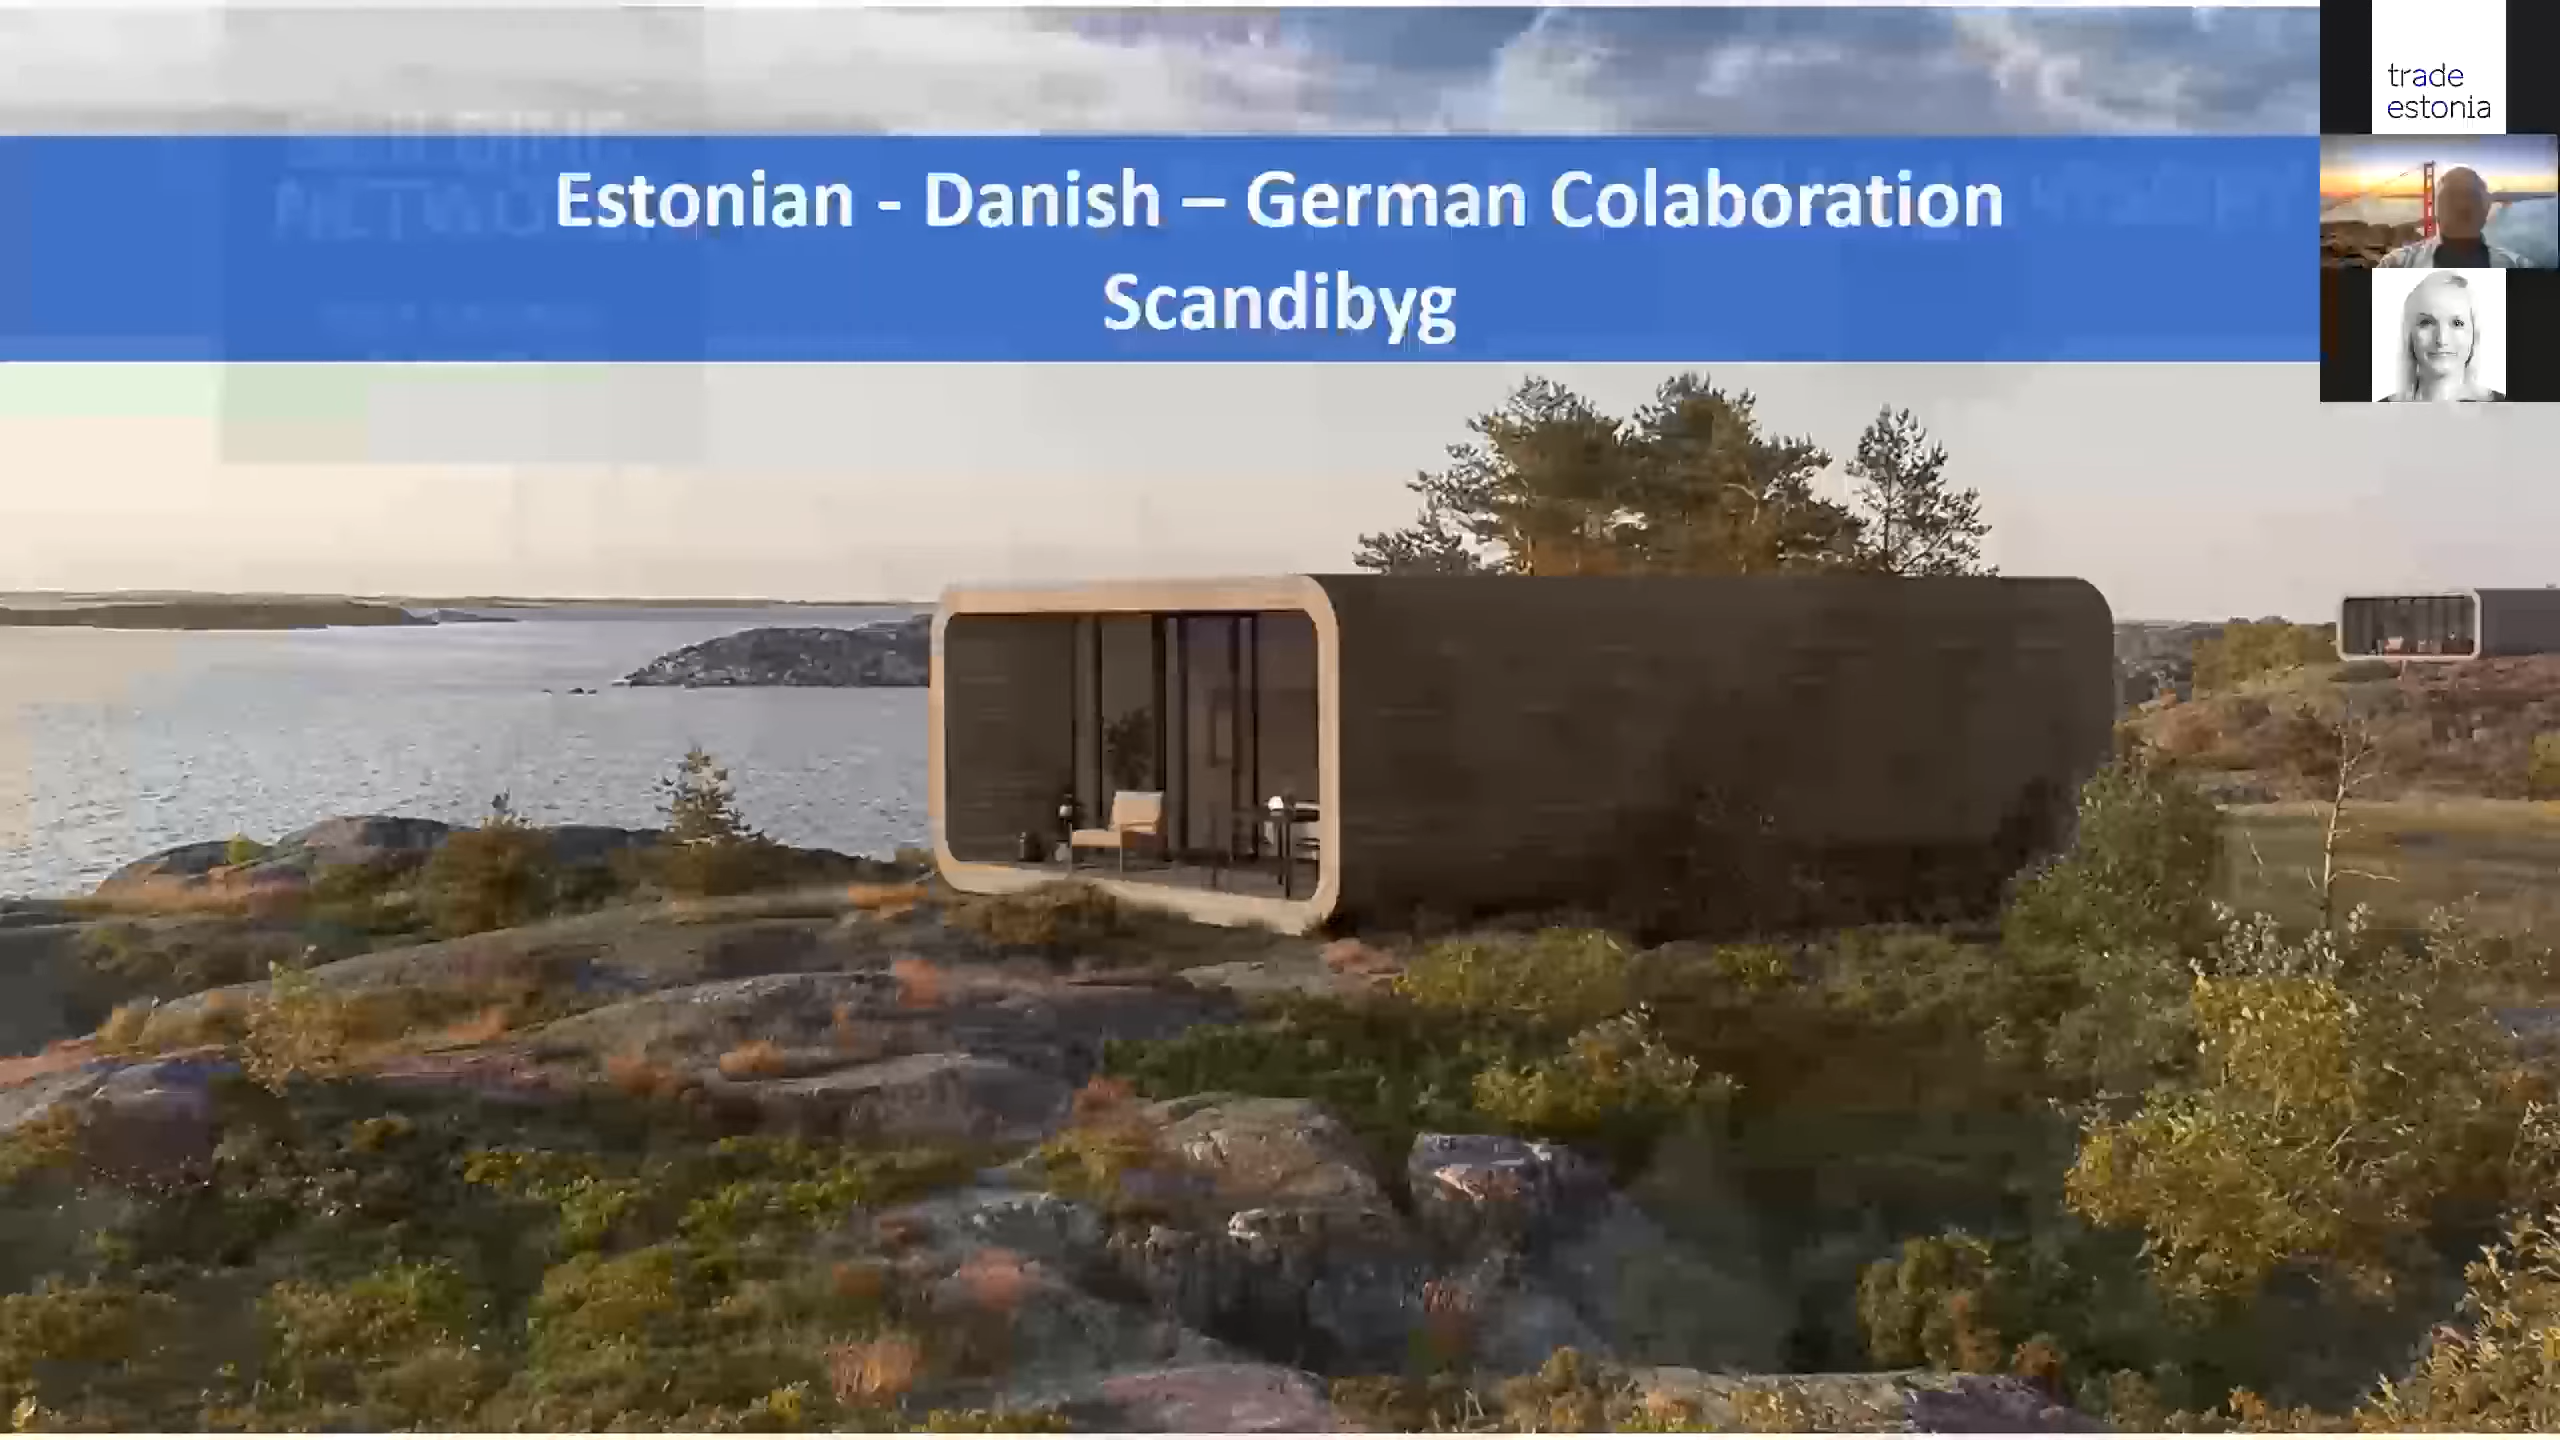 Estonian - Danish – German Colaboration
Scandibyg
trade
estonia